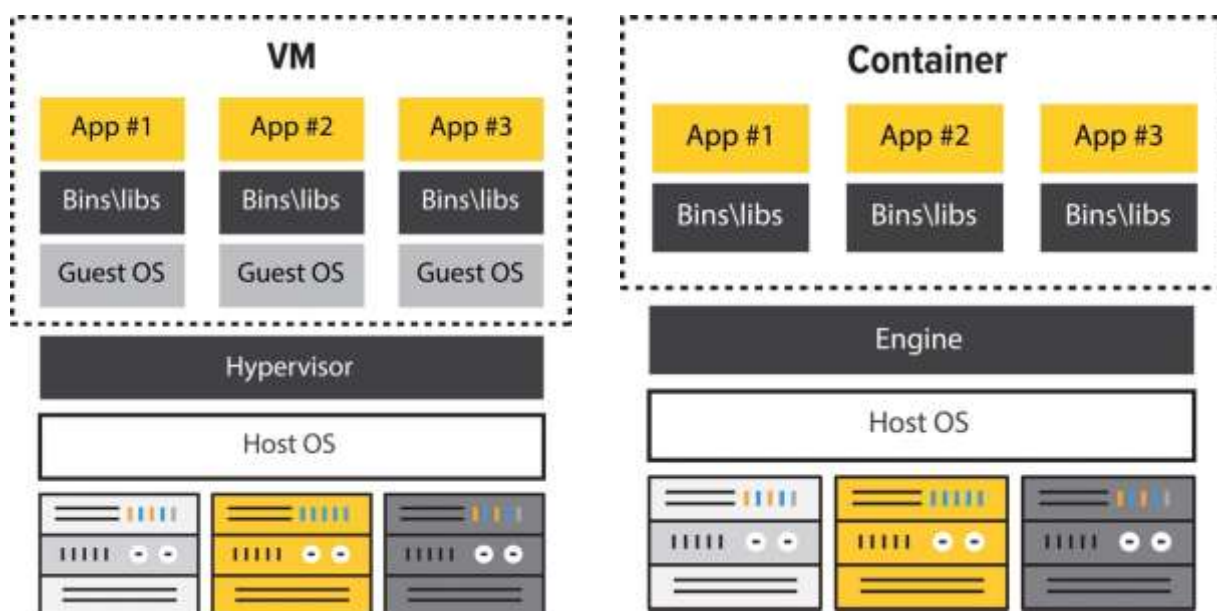 VM
App #1 App #2 App #3
Bins\libs Bins\libs Bins\libs
Guest OS Guest OS Guest OS
Hypervisor
Host OS
Container
App #1 App #2 App #3
Bins\libs Bins\libs Bins\libs
Engine
Host OS